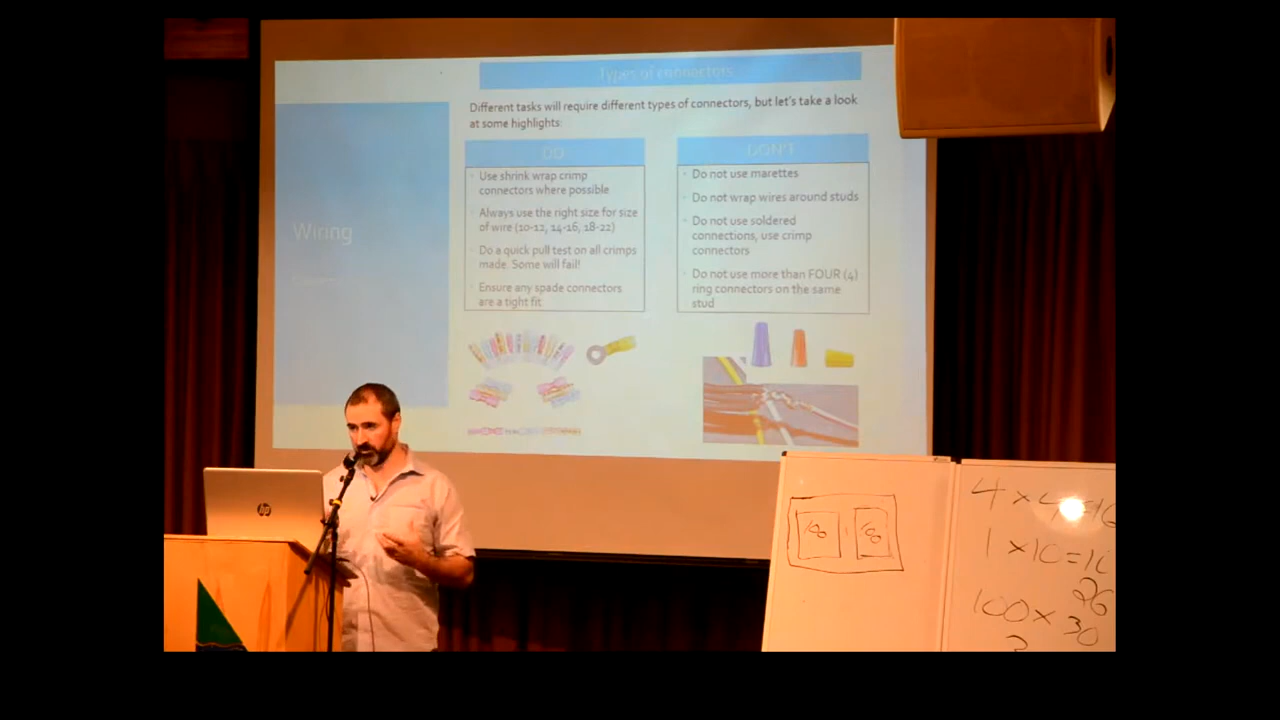 Types of connectors
Different tasks will require different types of connectors, but let's take a look
at some highlights:
Wiring
DO
Use shrink wrap crimp
connectors where possible
Always use the right size for size
of wire (10-12, 14-16, 18-22)
Do a quick pull test on all crimps
made. Some will fail!
Ensure any spade connectors
are a tight fit
DON'T
Do not use marettes
Do not wrap wires around studs
Do not use soldered
connections, use crimp
connectors
Do not use more than FOUR (4)
ring connectors on the same
stud
hp
4 x 4 = 16
1 x 10 = 10
26
100 x 30